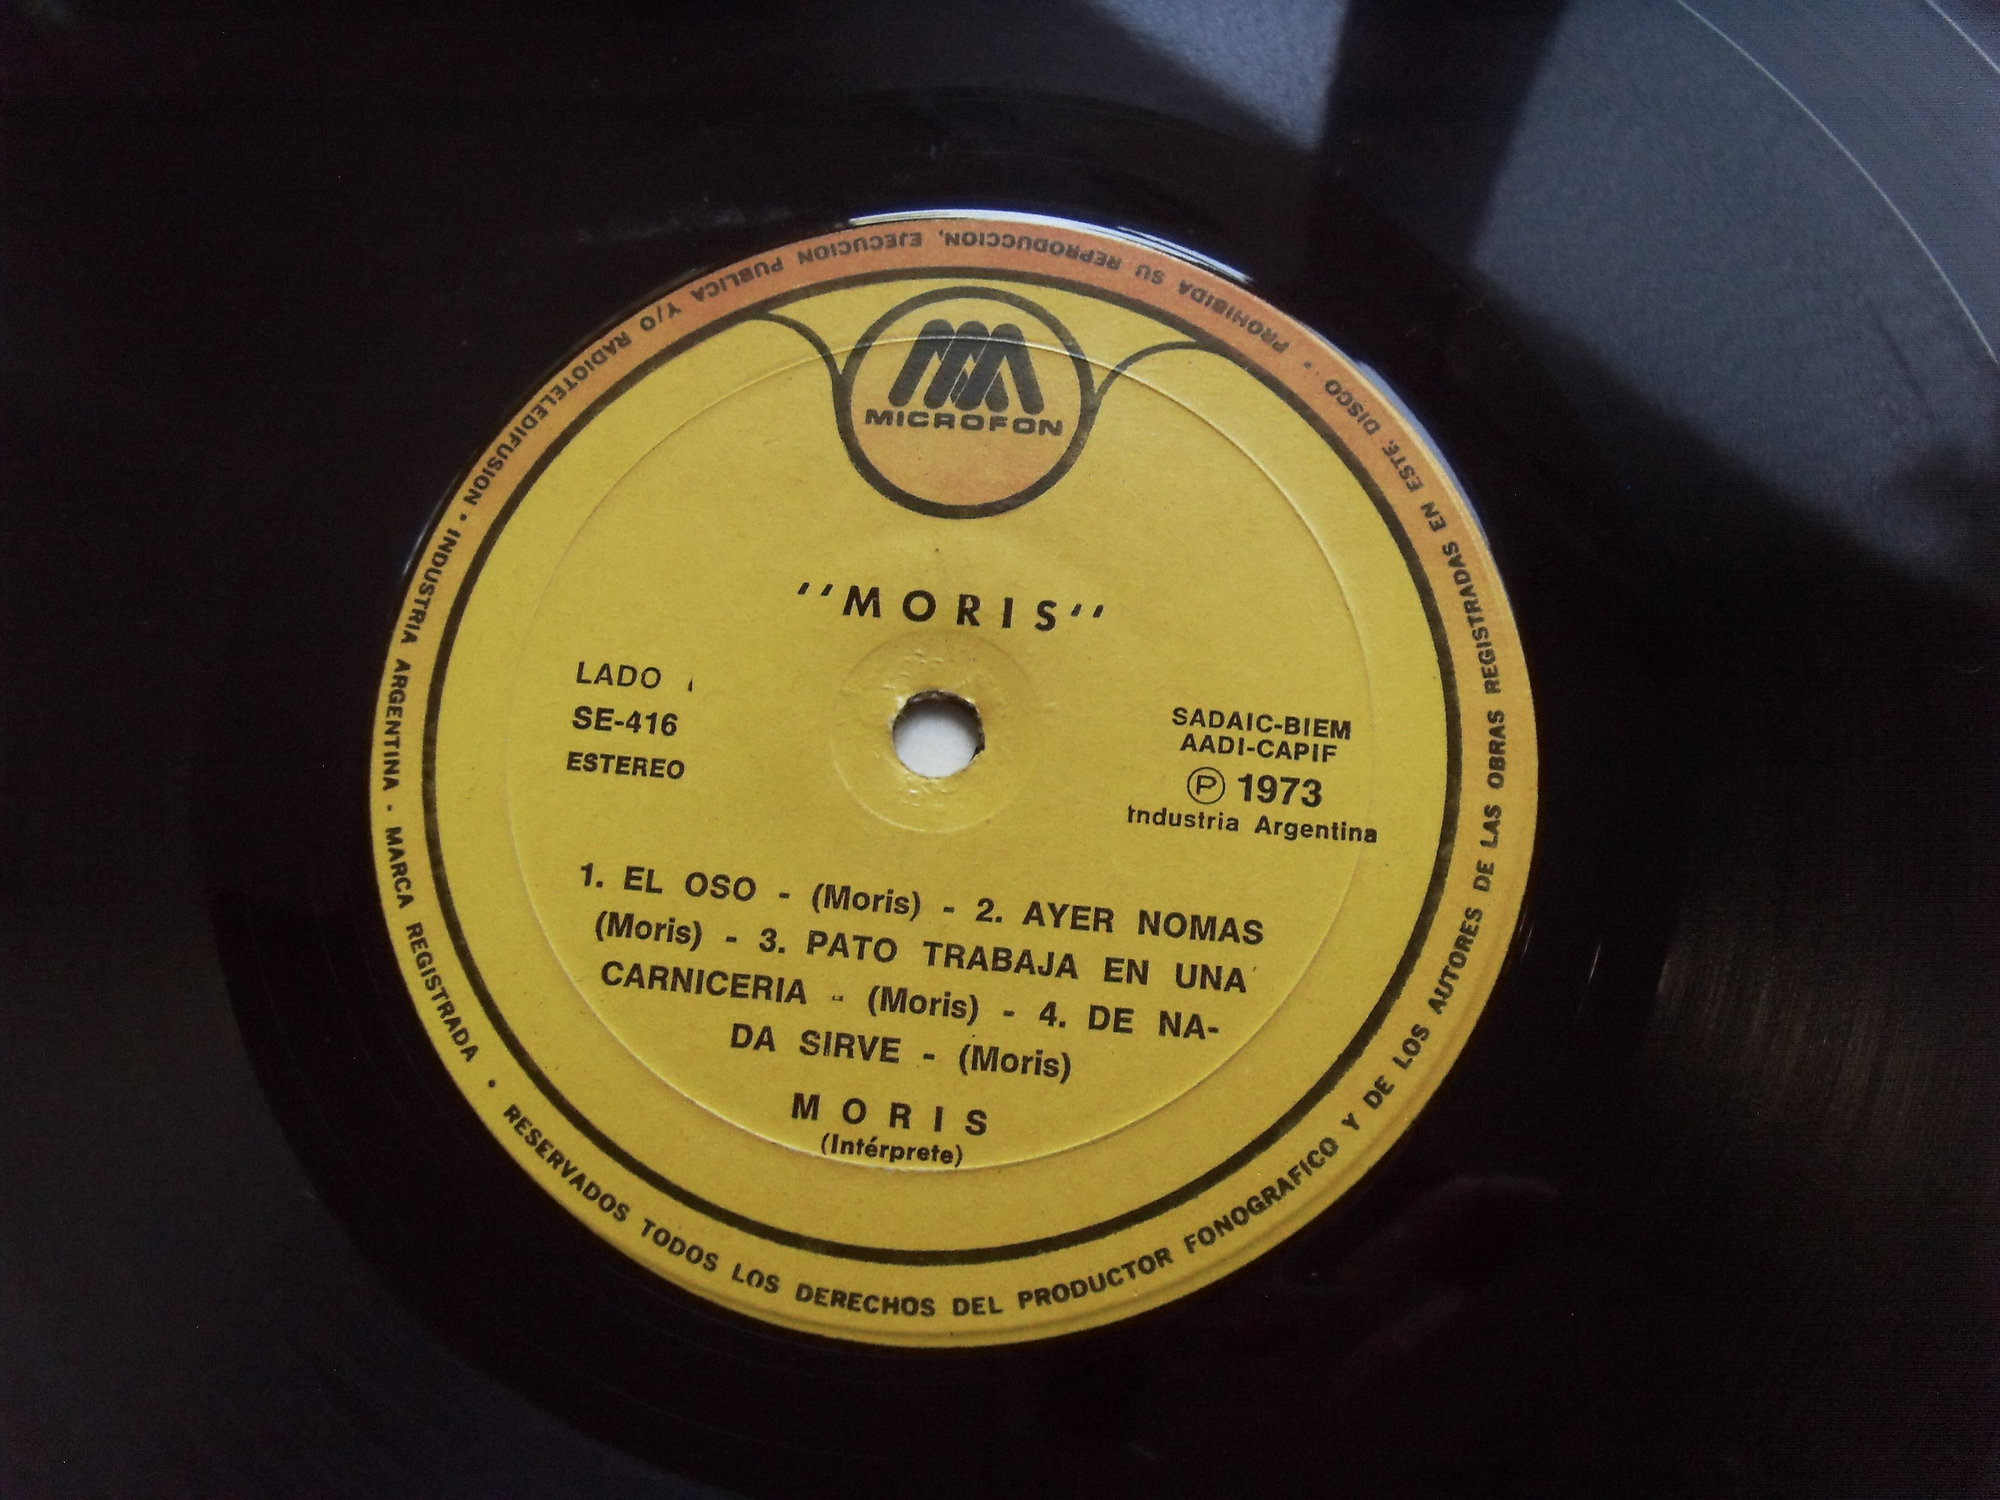 MICROFON
"MORIS"
LADO
SE-416
ESTEREO
SADAIC-BIEM
AADI-CAPIF
Ⓟ 1973
Industria Argentina
1. EL OSO - (Moris) - 2. AYER NOMAS
(Moris) - 3. PATO TRABAJA EN UNA
CARNICERIA - (Moris) - 4. DE NA-
DA SIRVE - (Moris)
MORIS
(Intérprete)
INDUSTRIA ARGENTINA • MARCA REGISTRADA • RESERVADOS TODOS LOS DERECHOS DEL PRODUCTOR FONOGRAFICO Y DE LOS AUTORES DE LAS OBRAS REGISTRADAS EN ESTE. DISCO • PROHIBIDA SU REPRODUCCION, EJECUCION PUBLICA Y/O RADIOTELEDIFUSION •